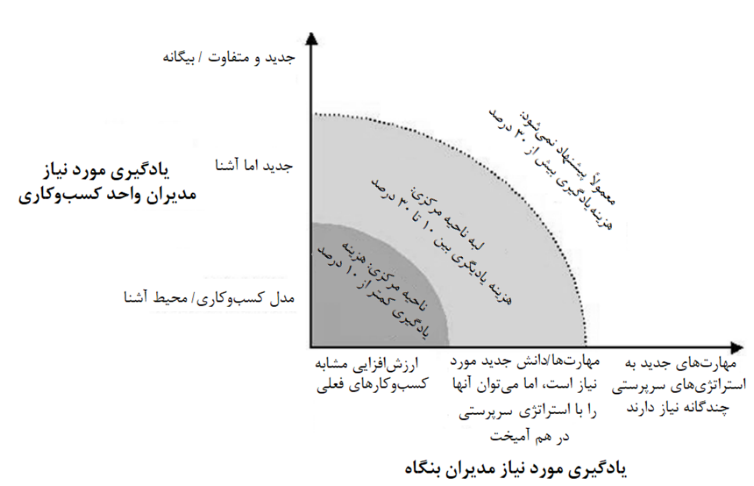 جدید و متفاوت / بیگانه
جدید اما آشنا
یادگیری مورد نیاز
مدیران واحد کسب‌وکاری
مدل کسب‌وکاری/ محیط آشنا
معمولاً پیشنهاد نمی‌شود:
هزینه یادگیری بیش از ۳۰ درصد
لبه ناحیه مرکزی:
هزینه یادیگری بین ۱۰ تا ۳۰ درصد
ناحیه مرکزی: هزینه
یادگیری کمتر از ۱۰ درصد
ارزش‌افزایی مشابه
کسب‌وکارهای فعلی
مهارت‌ها/دانش جدید مورد
نیاز است، اما می‌توان آنها
را با استراتژی سرپرستی
در هم آمیخت
مهارت‌های جدید به
استراتژی‌های سرپرستی
چندگانه نیاز دارند
یادگیری مورد نیاز مدیران بنگاه